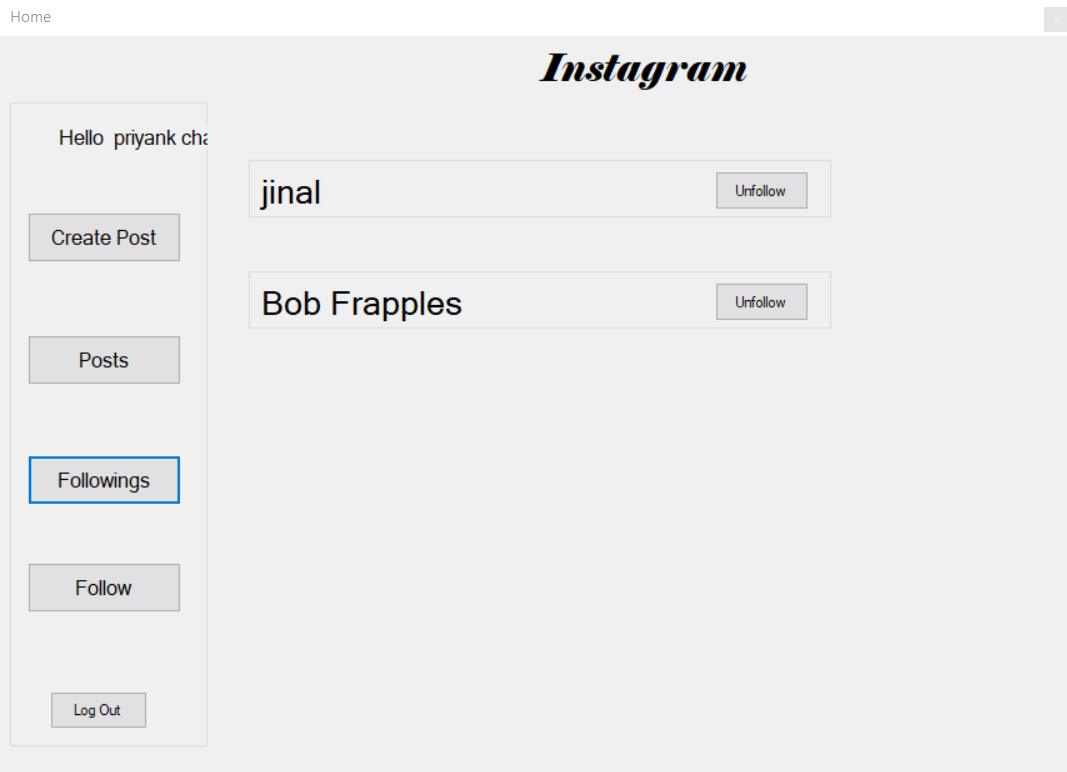 Home
Instagram
Hello priyank cha
jinal
Unfollow
Create Post
Bob Frapples
Unfollow
Posts
Followings
Follow
Log Out